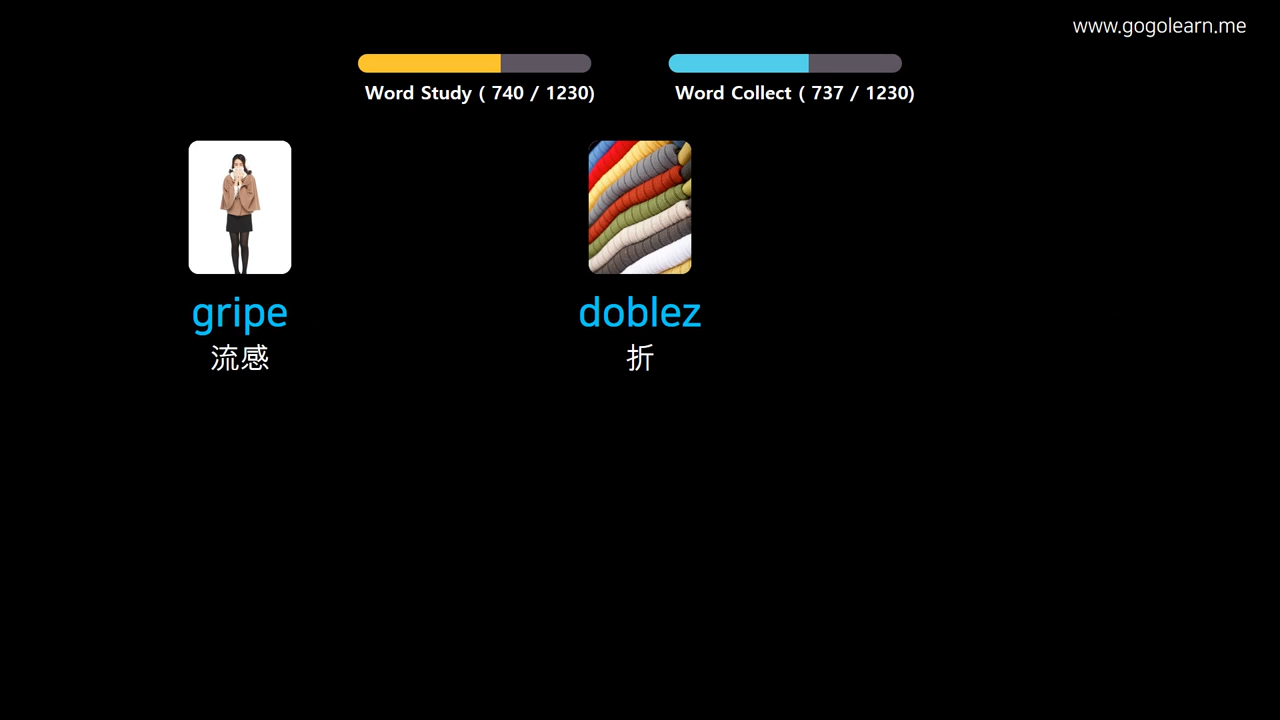 www.gogolearn.me
Word Study ( 740 / 1230)
Word Collect ( 737 / 1230)
gripe
流感
doblez
折